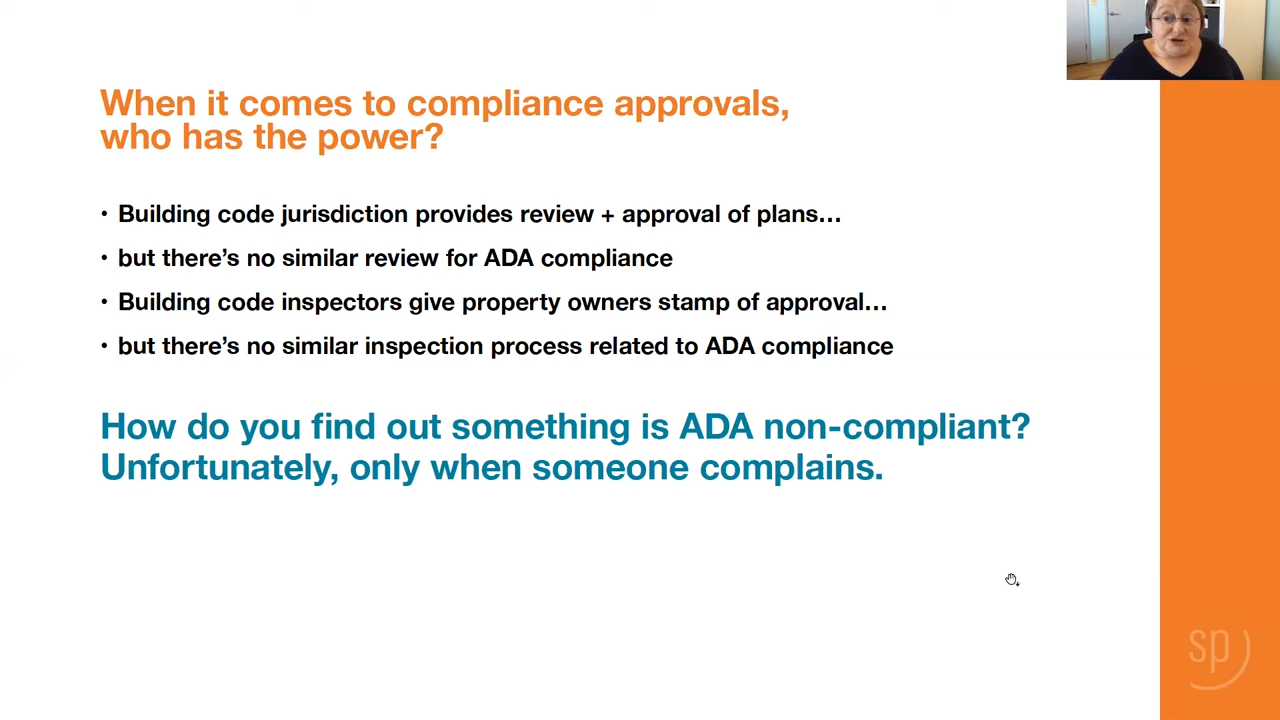 When it comes to compliance approvals,
who has the power?
• Building code jurisdiction provides review + approval of plans…
• but there’s no similar review for ADA compliance
• Building code inspectors give property owners stamp of approval…
• but there’s no similar inspection process related to ADA compliance
How do you find out something is ADA non-compliant?
Unfortunately, only when someone complains.
sp